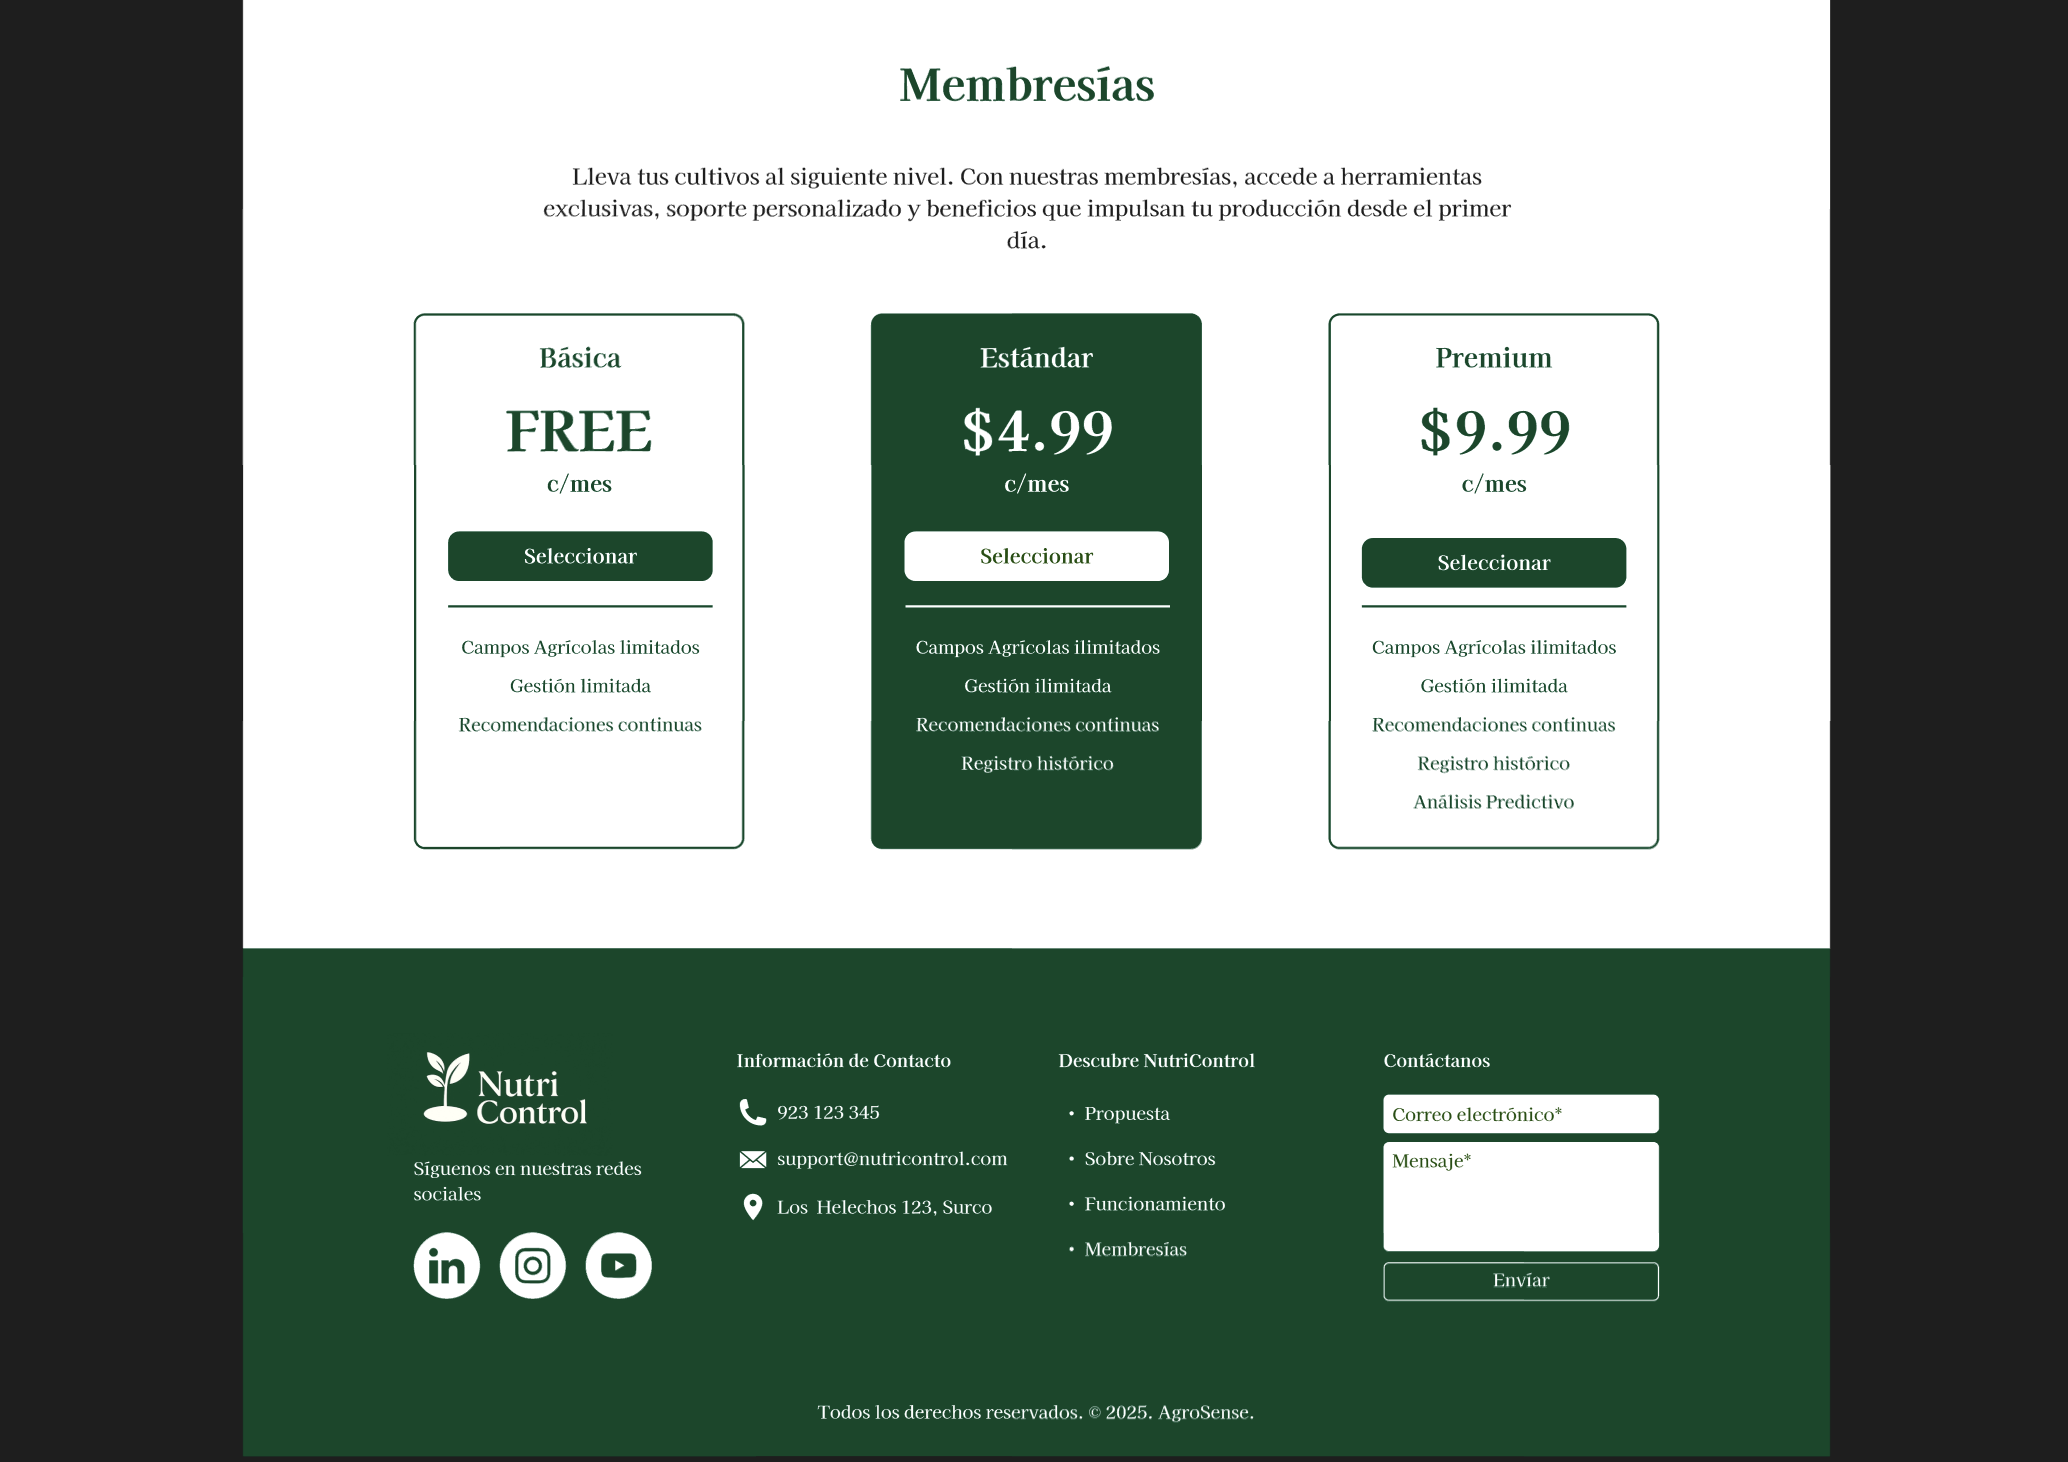 Membresías
Lleva tus cultivos al siguiente nivel. Con nuestras membresías, accede a herramientas
exclusivas, soporte personalizado y beneficios que impulsan tu producción desde el primer
día.
Básica
FREE
c/mes
Seleccionar
Campos Agrícolas limitados
Gestión limitada
Recomendaciones continuas
Estándar
$4.99
c/mes
Seleccionar
Campos Agrícolas ilimitados
Gestión ilimitada
Recomendaciones continuas
Registro histórico
Premium
$9.99
c/mes
Seleccionar
Campos Agrícolas ilimitados
Gestión ilimitada
Recomendaciones continuas
Registro histórico
Análisis Predictivo
Nutri
Control
Síguenos en nuestras redes
sociales
in
Información de Contacto
923 123 345
support@nutricontrol.com
Los  Helechos 123, Surco
Descubre NutriControl
• Propuesta
• Sobre Nosotros
• Funcionamiento
• Membresías
Contáctanos
Correo electrónico*
Mensaje*
Envíar
Todos los derechos reservados. © 2025. AgroSense.